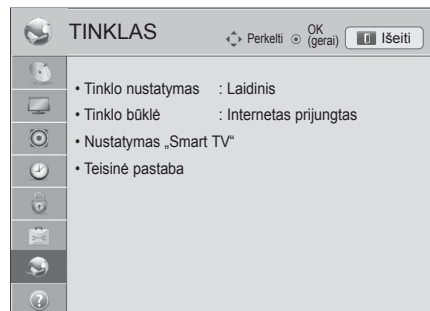 TINKLAS
Perkelti
OK
(gerai)
Išeiti
• Tinklo nustatymas : Laidinis
• Tinklo būklė : Internetas prijungtas
• Nustatymas „Smart TV“
• Teisinė pastaba
?